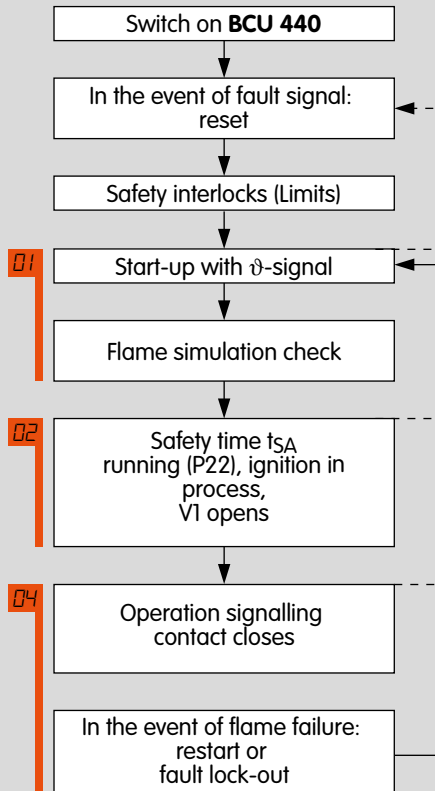 Switch on BCU 440
In the event of fault signal:
reset
Safety interlocks (Limits)
01
Start-up with ϑ-signal
Flame simulation check
02
Safety time tSA
running (P22), ignition in
process,
V1 opens
04
Operation signalling
contact closes
In the event of flame failure:
restart or
fault lock-out